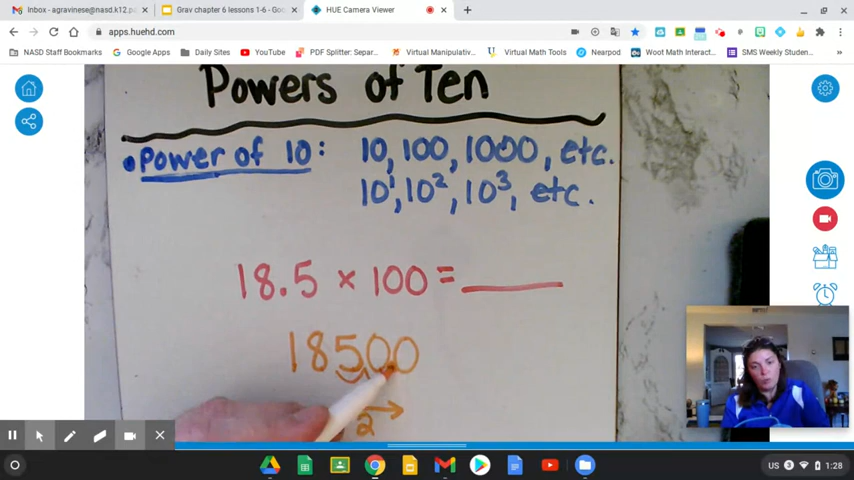 Inbox - agravinese@nasd.k12.p
Grav chapter 6 lessons 1-6 - Goo
HUE Camera Viewer
apps.huehd.com
NASD Staff Bookmarks
Google Apps
Daily Sites
YouTube
PDF Splitter: Separ...
Virtual Manipulativ...
Virtual Math Tools
Nearpod
Woot Math Interacti...
SMS Weekly Studen...
Powers of Ten
• Power of 10: 10, 100, 1000, etc.
10¹, 10², 10³, etc.
18.5 × 100 =
18500
2
US 3 1:28